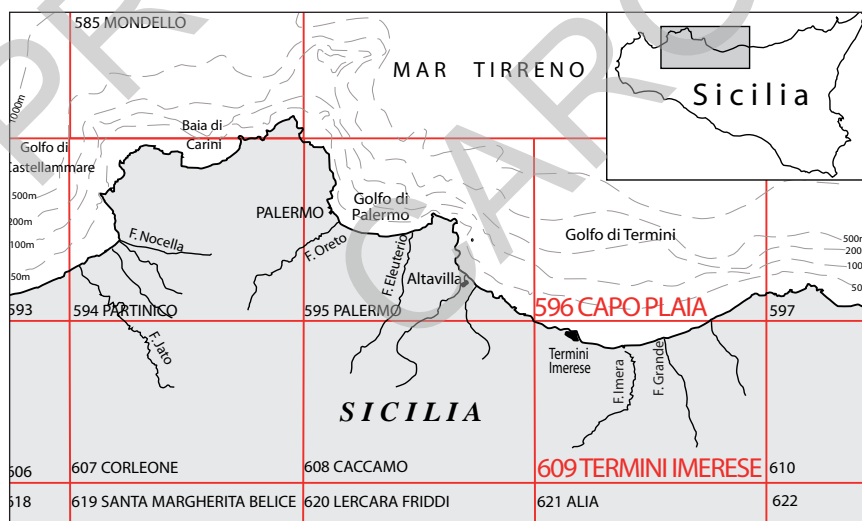 585 MONDELLO
MAR TIRRENO
Sicilia
1000m
Baia di
Carini
Golfo di
Castellammare
500m
200m
100m
50m
PALERMO
Golfo di
Palermo
Golfo di Termini
F. Nocella
F. Oreto
F. Eleuterio
Altavilla
500m
200
100
50
593
594 PARTINICO
595 PALERMO
596 CAPO PLAIA
597
F. Jato
Termini
Imerese
F. Imera
F. Grande
SICILIA
606
607 CORLEONE
608 CACCAMO
609 TERMINI IMERESE
610
618
619 SANTA MARGHERITA BELICE
620 LERCARA FRIDDI
621 ALIA
622